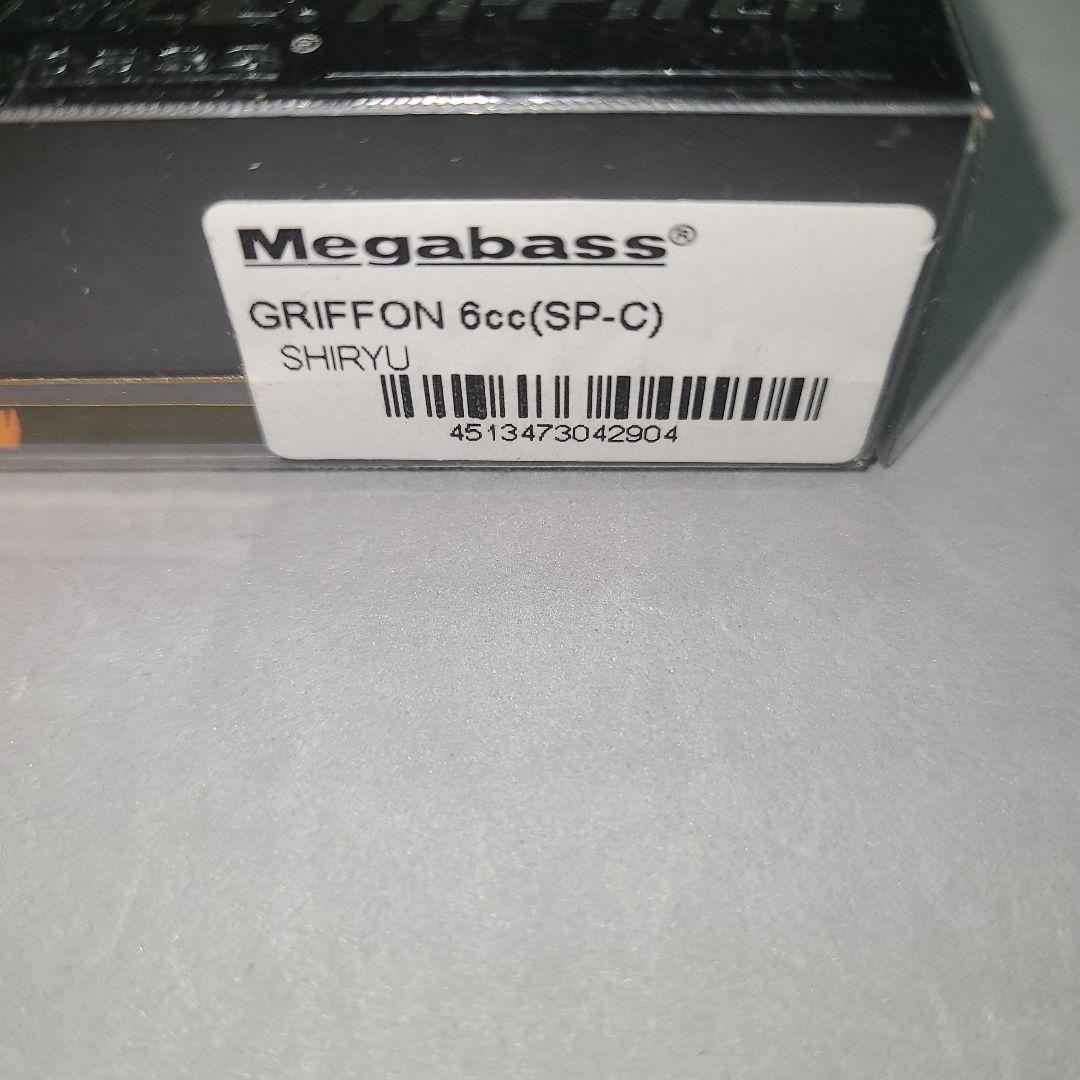 Megabass®
GRIFFON 6cc(SP-C)
SHIRYU
4513473042904